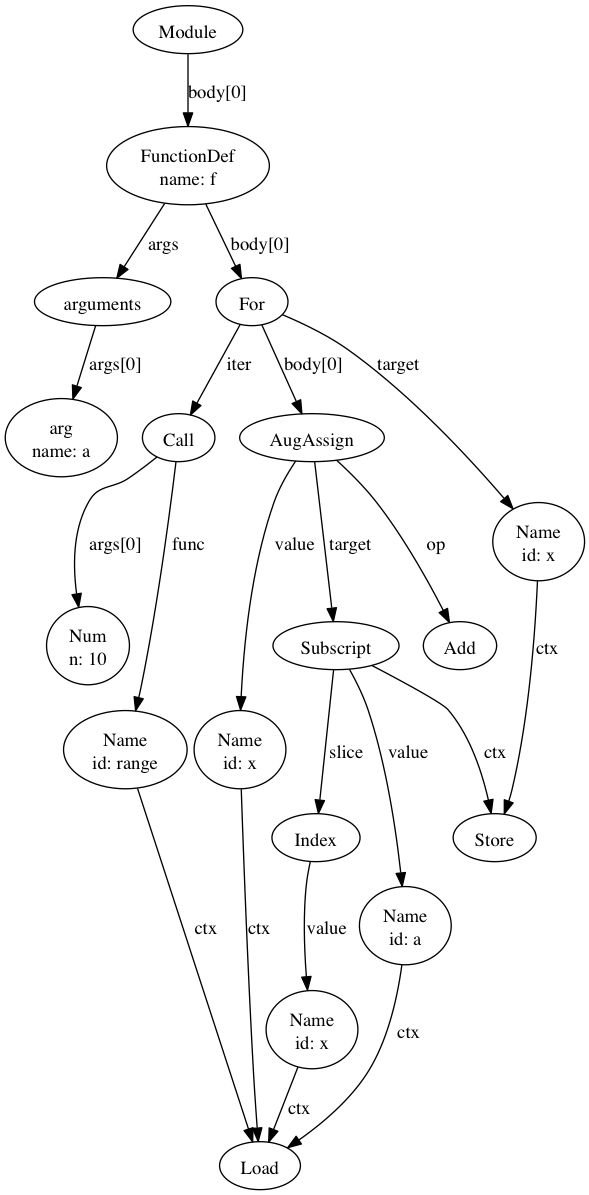 Module
body[0]
FunctionDef
name: f
args
body[0]
arguments
For
args[0]
iter
body[0]
target
arg
name: a
Call
AugAssign
Name
id: x
args[0]
func
value
target
op
Num
n: 10
Subscript
Add
ctx
Name
id: range
Name
id: x
slice
value
ctx
Index
Store
ctx
ctx
value
Name
id: a
Name
id: x
ctx
ctx
Load